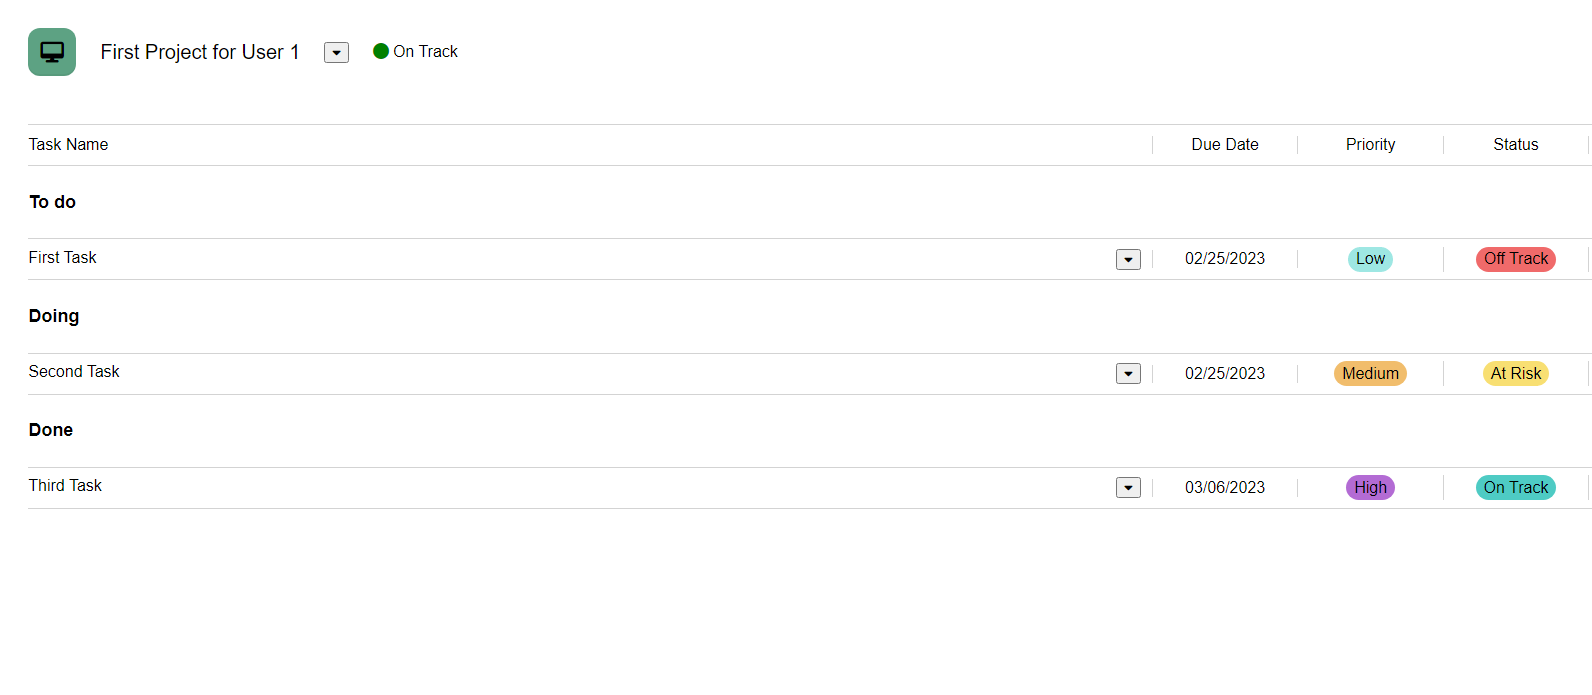 First Project for User 1 On Track
Task Name Due Date Priority Status
To do
First Task 02/25/2023 Low Off Track
Doing
Second Task 02/25/2023 Medium At Risk
Done
Third Task 03/06/2023 High On Track